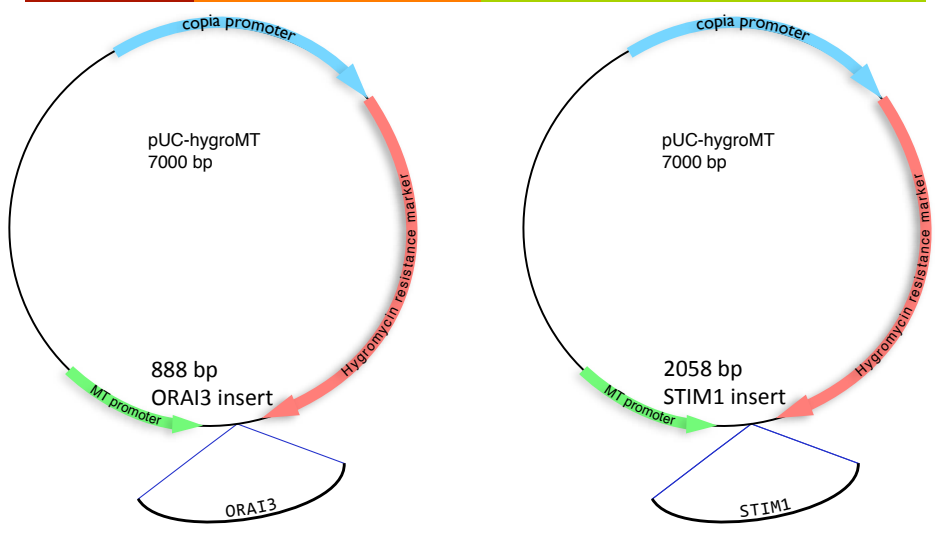 copia promoter
pUC-hygroMT
7000 bp
Hygromycin resistance marker
888 bp
ORAI3 insert
MT promoter
ORAI3
copia promoter
pUC-hygroMT
7000 bp
Hygromycin resistance marker
2058 bp
STIM1 insert
MT promoter
STIM1